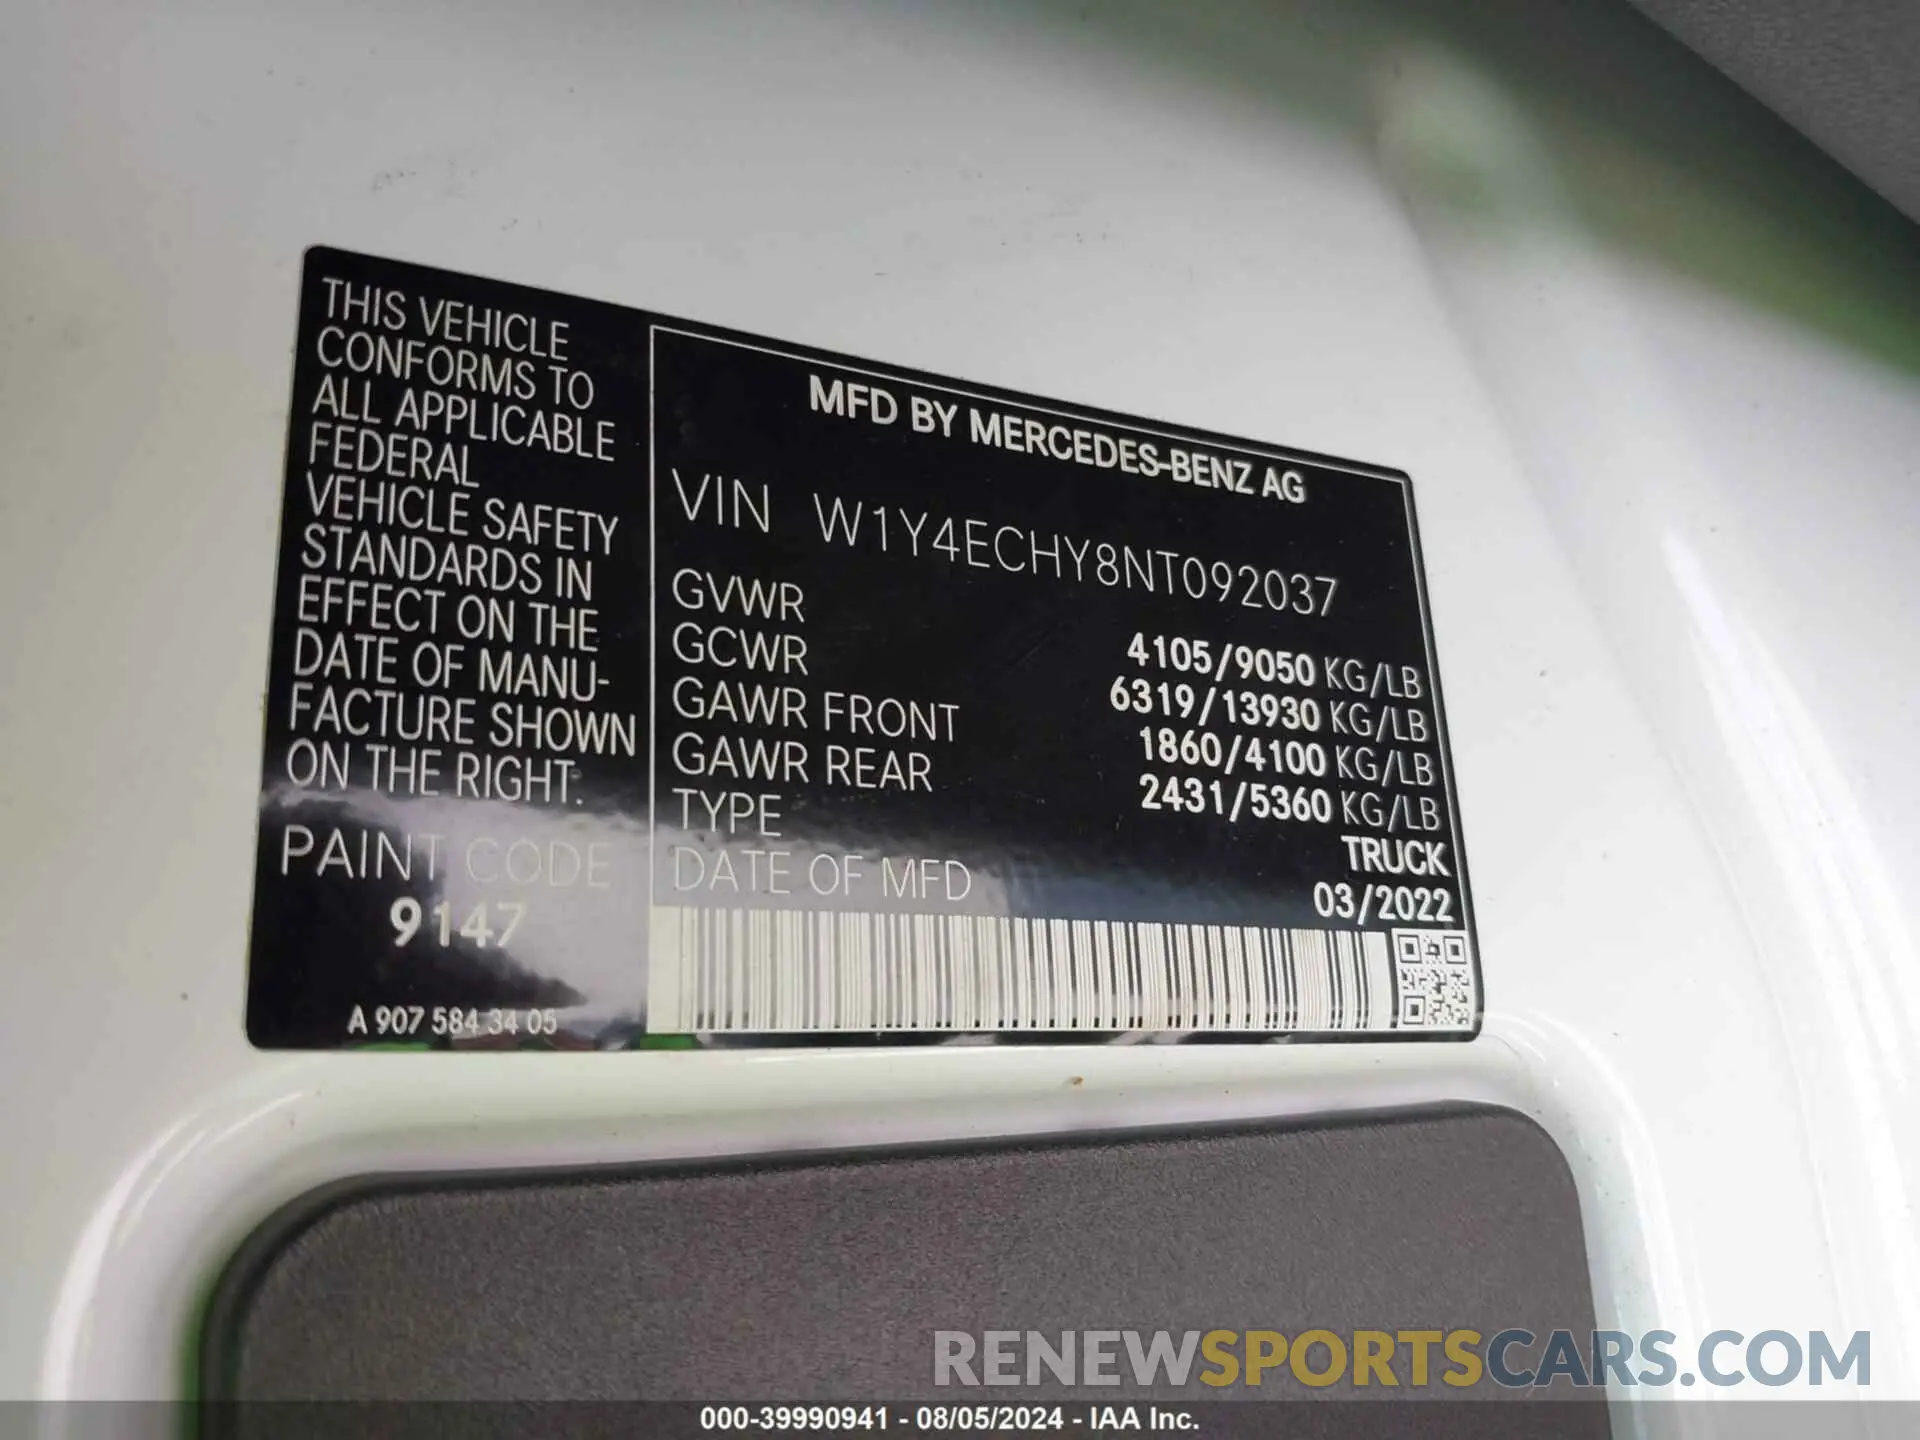 THIS VEHICLE
CONFORMS TO
ALL APPLICABLE
FEDERAL
VEHICLE SAFETY
STANDARDS IN
EFFECT ON THE
DATE OF MANU-
FACTURE SHOWN
ON THE RIGHT.
PAINT CODE
9147
A 907 584 34 05
MFD BY MERCEDES-BENZ AG
VIN W1Y4ECHY8NT092037
GVWR 4105/9050 KG/LB
GCWR 6319/13930 KG/LB
GAWR FRONT 1860/4100 KG/LB
GAWR REAR 2431/5360 KG/LB
TYPE TRUCK
DATE OF MFD 03/2022
RENEWSPORTSCARS.COM
000-39990941 - 08/05/2024 - IAA Inc.